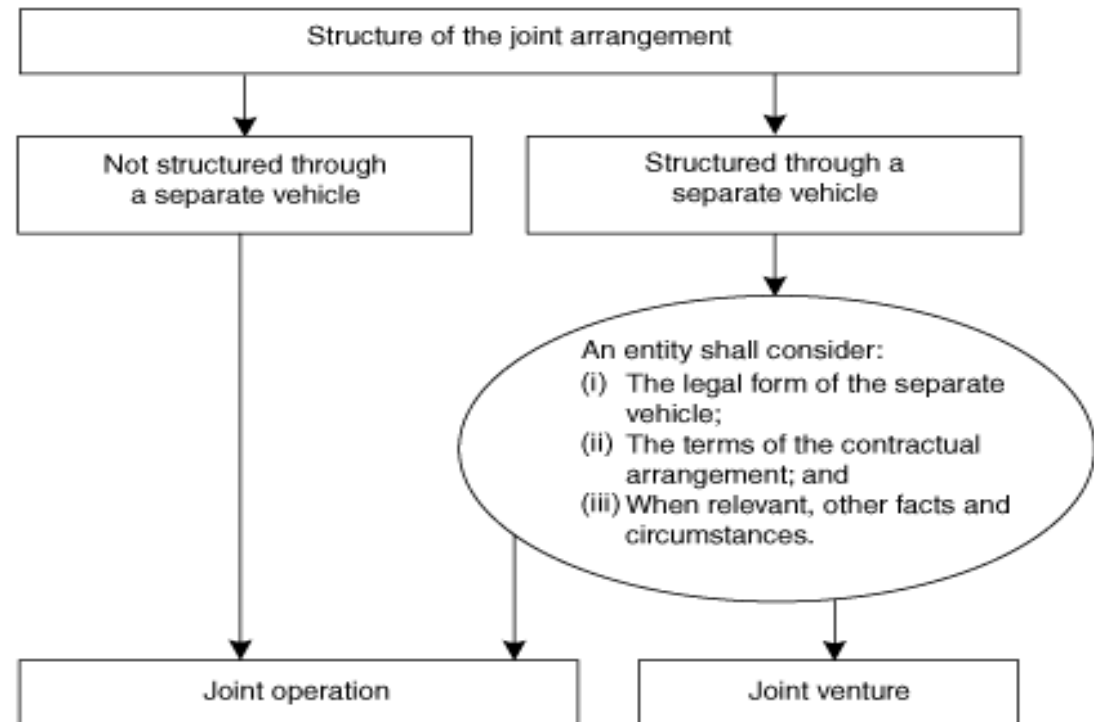 Structure of the joint arrangement
Not structured through
a separate vehicle
Structured through a
separate vehicle
An entity shall consider:
(i) The legal form of the separate
vehicle;
(ii) The terms of the contractual
arrangement; and
(iii) When relevant, other facts and
circumstances.
Joint operation
Joint venture